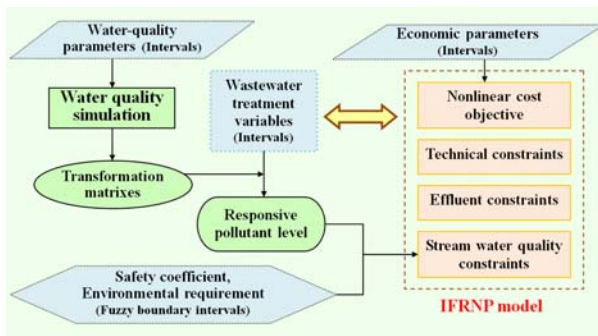 Water-quality
parameters (Intervals)
Economic parameters
(Intervals)
Water quality
simulation
Wastewater
treatment
variables
(Intervals)
Nonlinear cost
objective
Technical constraints
Transformation
matrixes
Effluent constraints
Responsive
pollutant level
Stream water quality
constraints
Safety coefficient,
Environmental requirement
(Fuzzy boundary intervals)
IFRNP model